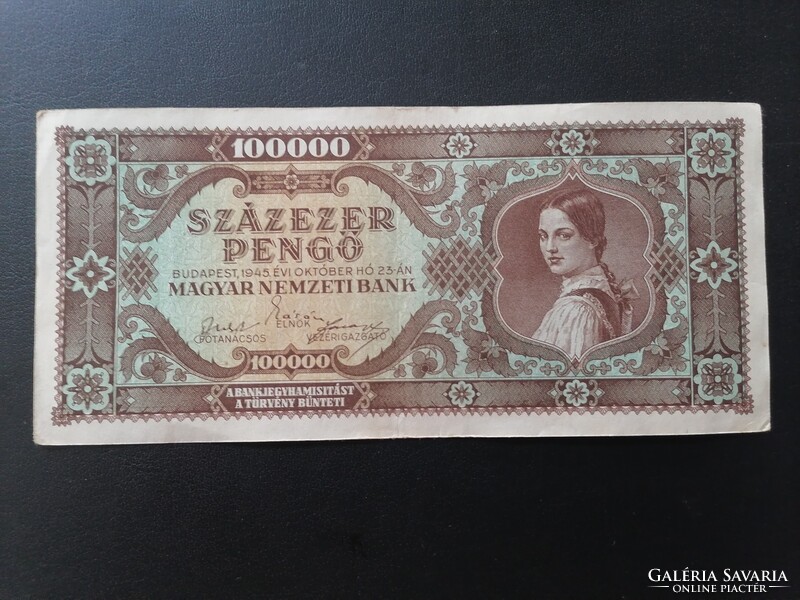 100000
SZÁZEZER
PENGŐ
BUDAPEST, 1945. ÉVI OKTÓBER HÓ 23-ÁN
MAGYAR NEMZETI BANK
ELNÖK
FŐTANÁCSOS VEZÉRIGAZGATÓ
100000
A BANKJEGYHAMISITÁST
A TÖRVÉNY BÜNTETI
GALÉRIA SAVARIA
ONLINE PIACTÉR